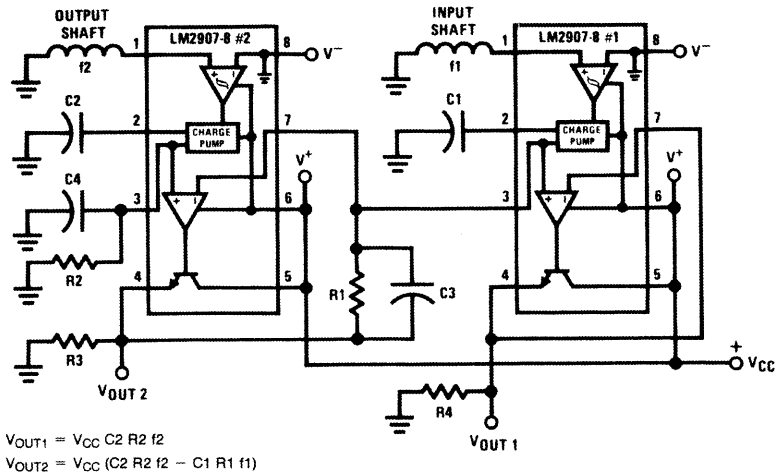 OUTPUT
SHAFT
f2
LM2907-8 #2
1
8
V−
C2
2
CHARGE
PUMP
7
C4
3
V+
6
R2
4
5
R3
VOUT 2
R1
C3
INPUT
SHAFT
f1
LM2907-8 #1
1
8
V−
C1
2
CHARGE
PUMP
7
V+
3
6
4
5
+
VCC
R4
VOUT 1
+ −
+ −
+ −
+ −
VOUT1 = VCC C2 R2 f2
VOUT2 = VCC (C2 R2 f2 − C1 R1 f1)